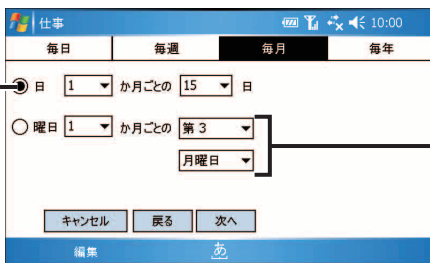 仕事 10:00
毎日 毎週 毎月 毎年
日 1 か月ごとの 15 日
曜日 1 か月ごとの 第3
月曜日
キャンセル 戻る 次へ
編集 あ